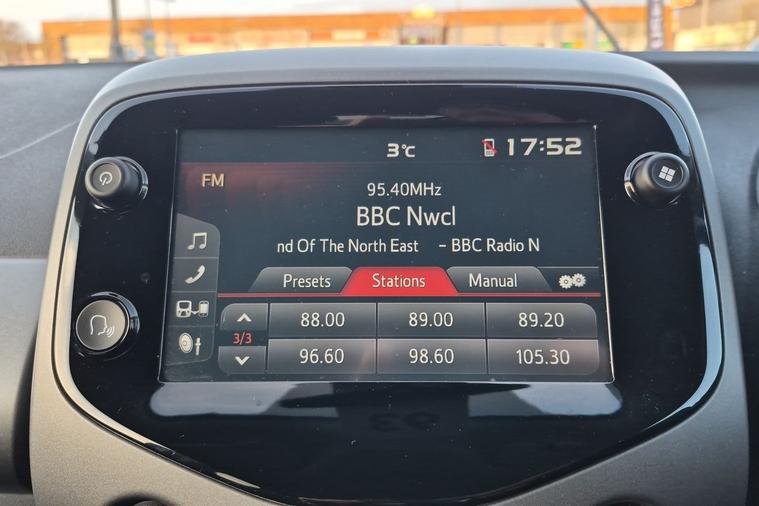 3°C 17:52
FM
95.40MHz
BBC Nwcl
nd Of The North East - BBC Radio N
Presets Stations Manual
88.00 89.00 89.20
3/3
96.60 98.60 105.30